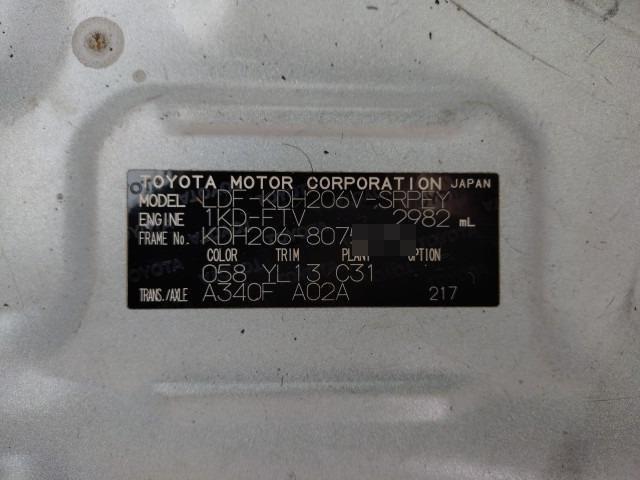 TOYOTA MOTOR CORPORATION JAPAN
MODEL LDF-KDH206V-SRPEY
ENGINE 1KD-FTV 2982 mL
FRAME No. KDH206-8075
COLOR TRIM PLANT OPTION
058 YL13 C31
TRANS./AXLE A340F A02A 217